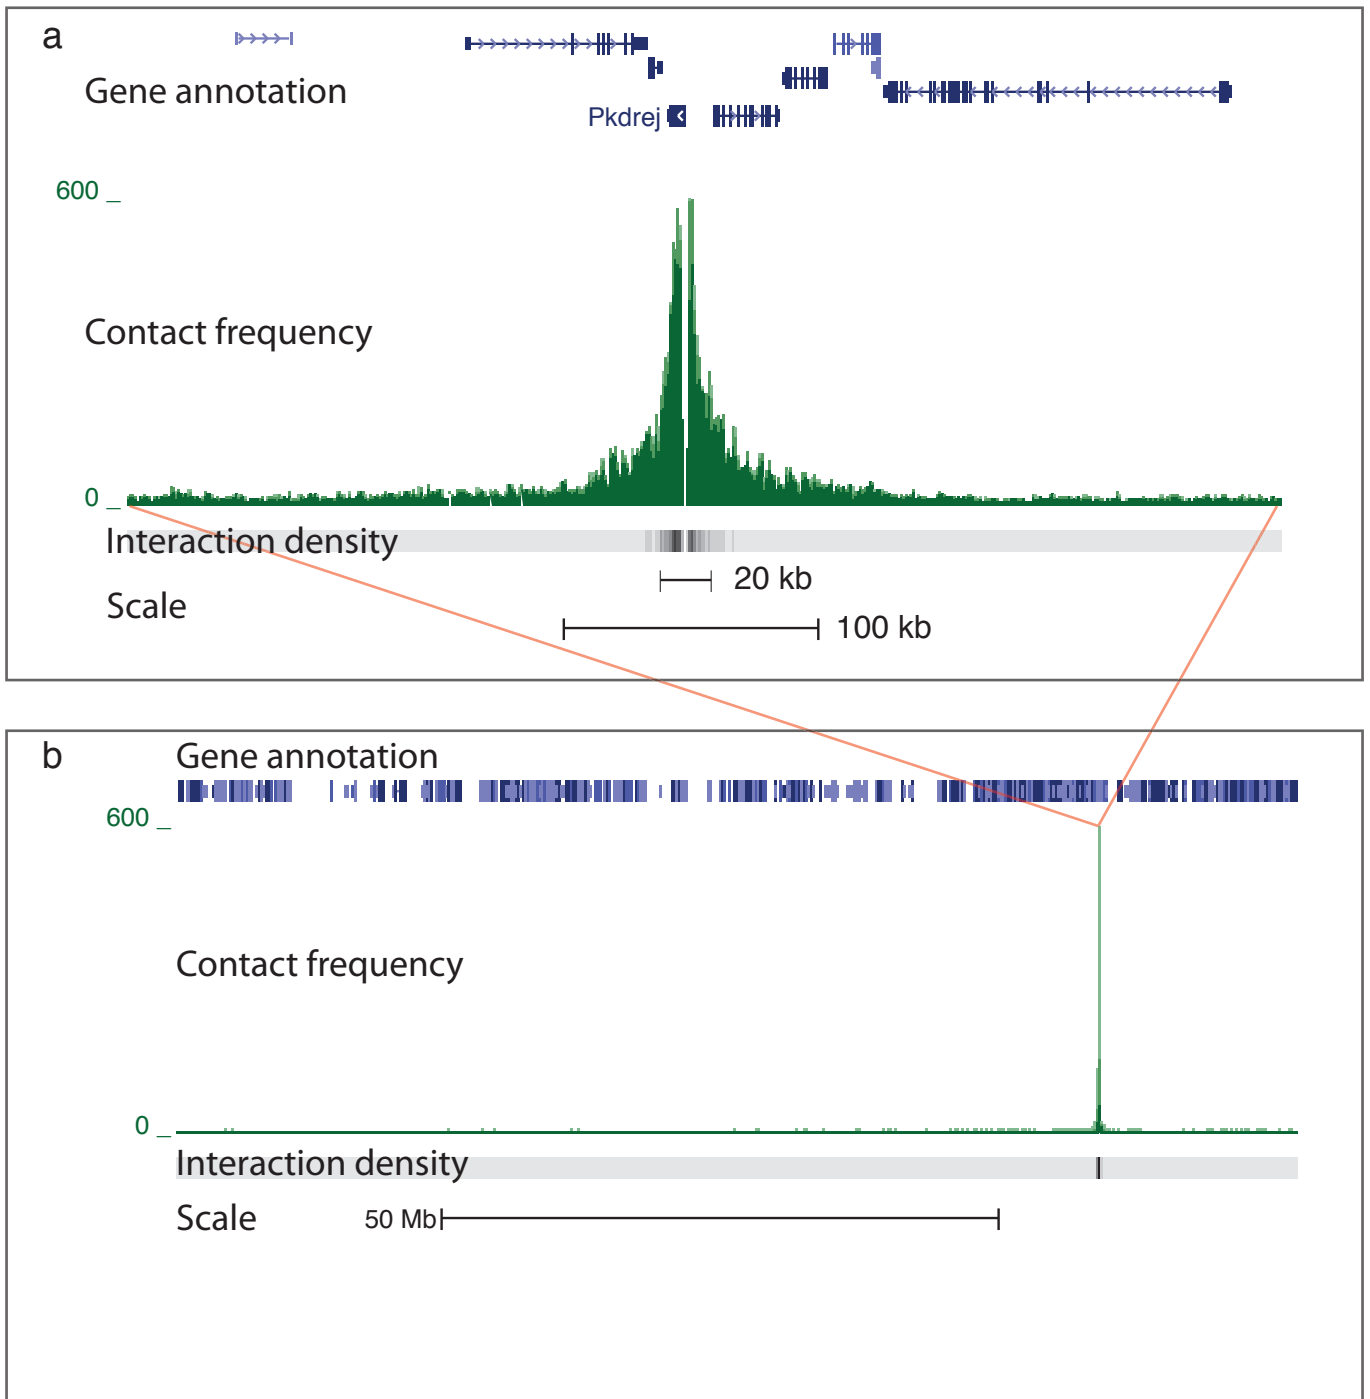 a
Gene annotation
Pkdrej
600 _
Contact frequency
0 _
Interaction density
20 kb
Scale
100 kb
b
Gene annotation
600 _
Contact frequency
0 _
Interaction density
Scale
50 Mb